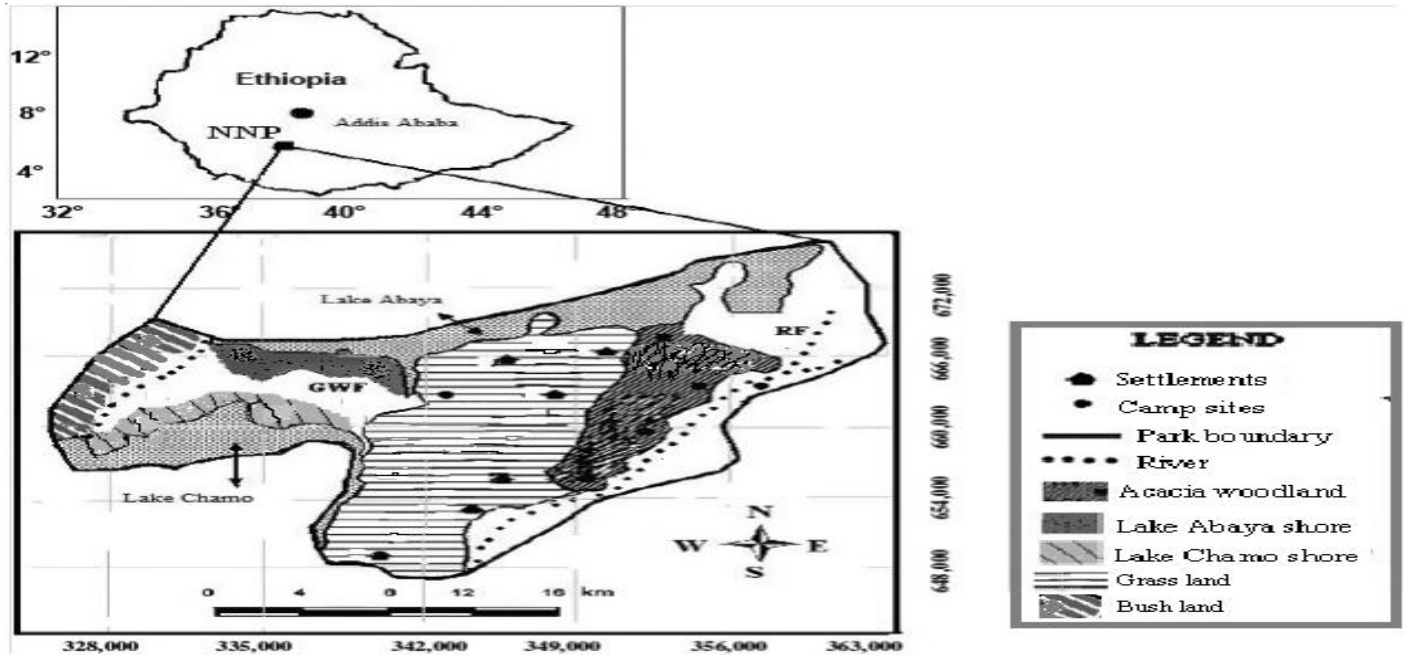 12°
Ethiopia
8°
Addis Ababa
NNP
4°
32° 36° 40° 44° 48°
Lake Abaya
RF
GWF
Lake Chamo
N
W E
S
0 4 8 12 16 km
672,000
666,000
660,000
654,000
648,000
328,000 335,000 342,000 349,000 356,000 363,000
LEGEND
Settlements
Camp sites
Park boundary
River
Acacia woodland
Lake Abaya shore
Lake Chamo shore
Grass land
Bush land